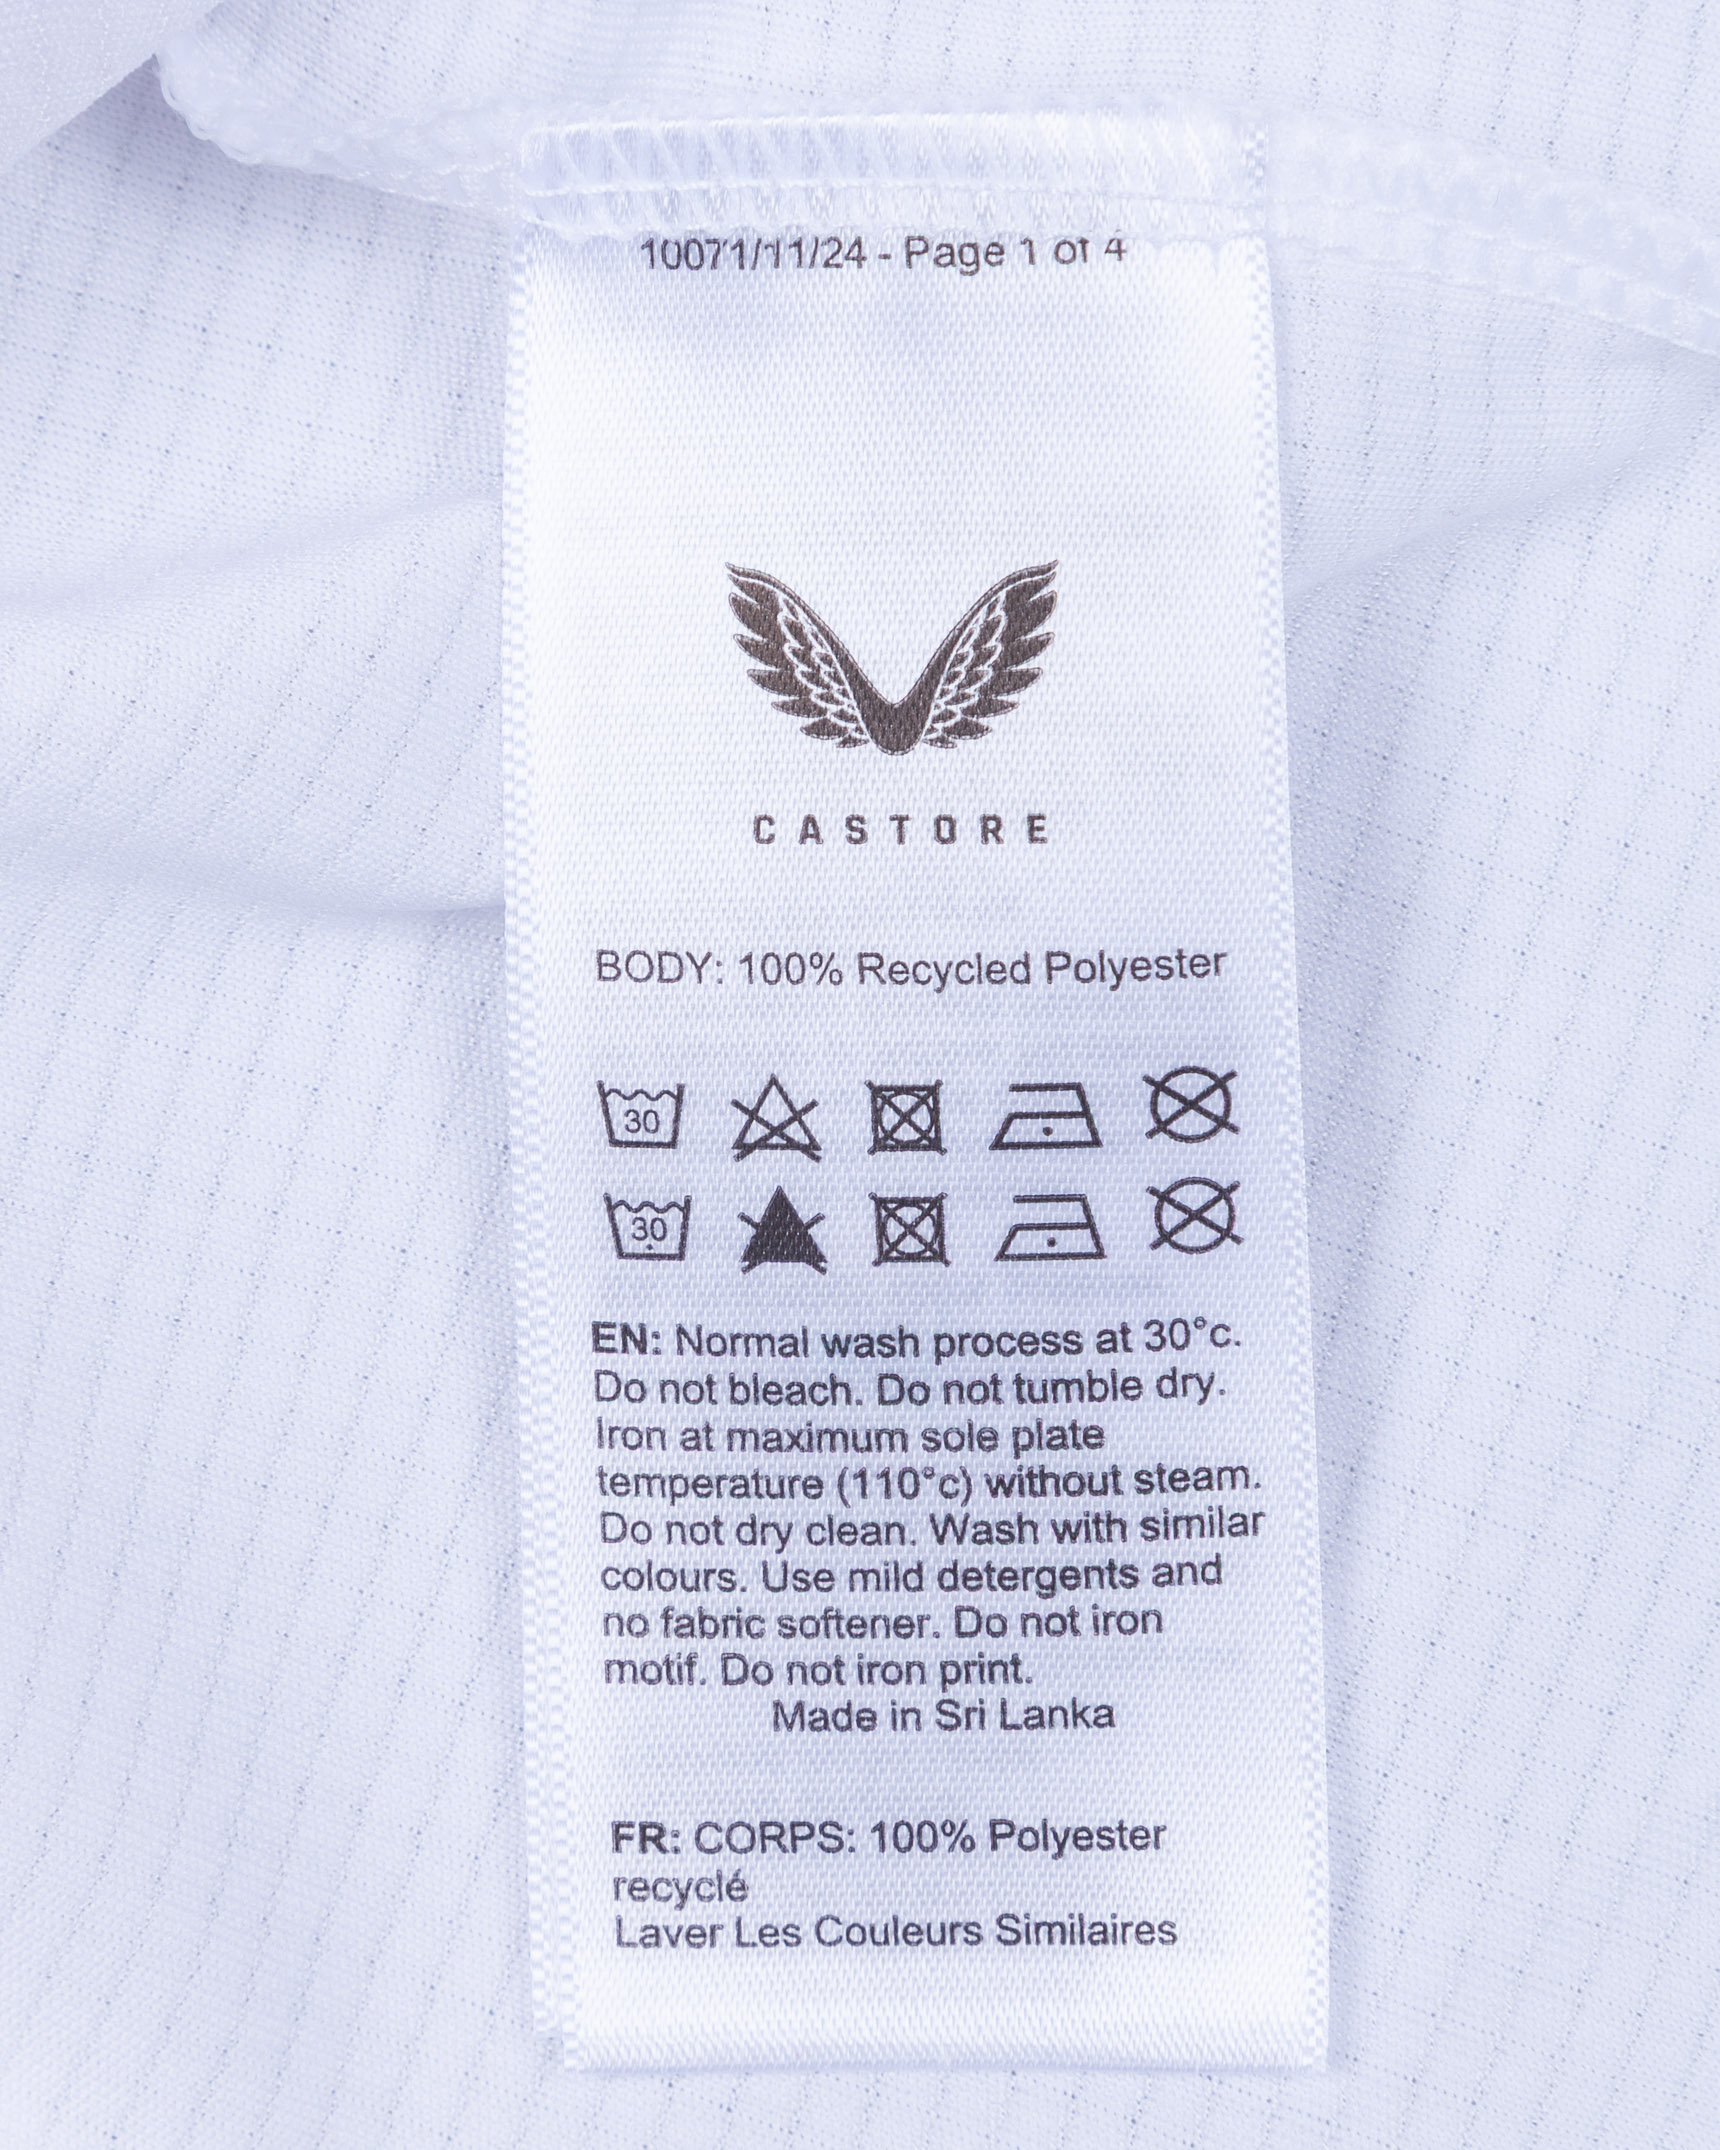 10071/11/24 - Page 1 of 4
CASTORE
BODY: 100% Recycled Polyester
30
30
EN: Normal wash process at 30°c.
Do not bleach. Do not tumble dry.
Iron at maximum sole plate
temperature (110°c) without steam.
Do not dry clean. Wash with similar
colours. Use mild detergents and
no fabric softener. Do not iron
motif. Do not iron print.
Made in Sri Lanka
FR: CORPS: 100% Polyester
recyclé
Laver Les Couleurs Similaires